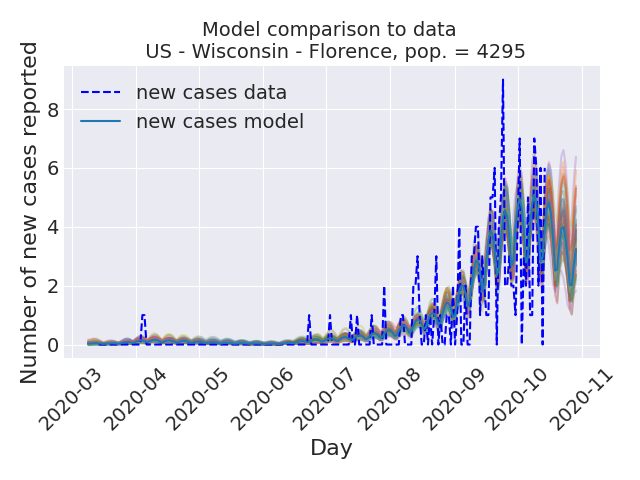 Model comparison to data
US - Wisconsin - Florence, pop. = 4295
Number of new cases reported
8
6
4
2
0
new cases data
new cases model
2020-03
2020-04
2020-05
2020-06
2020-07
2020-08
2020-09
2020-10
2020-11
Day